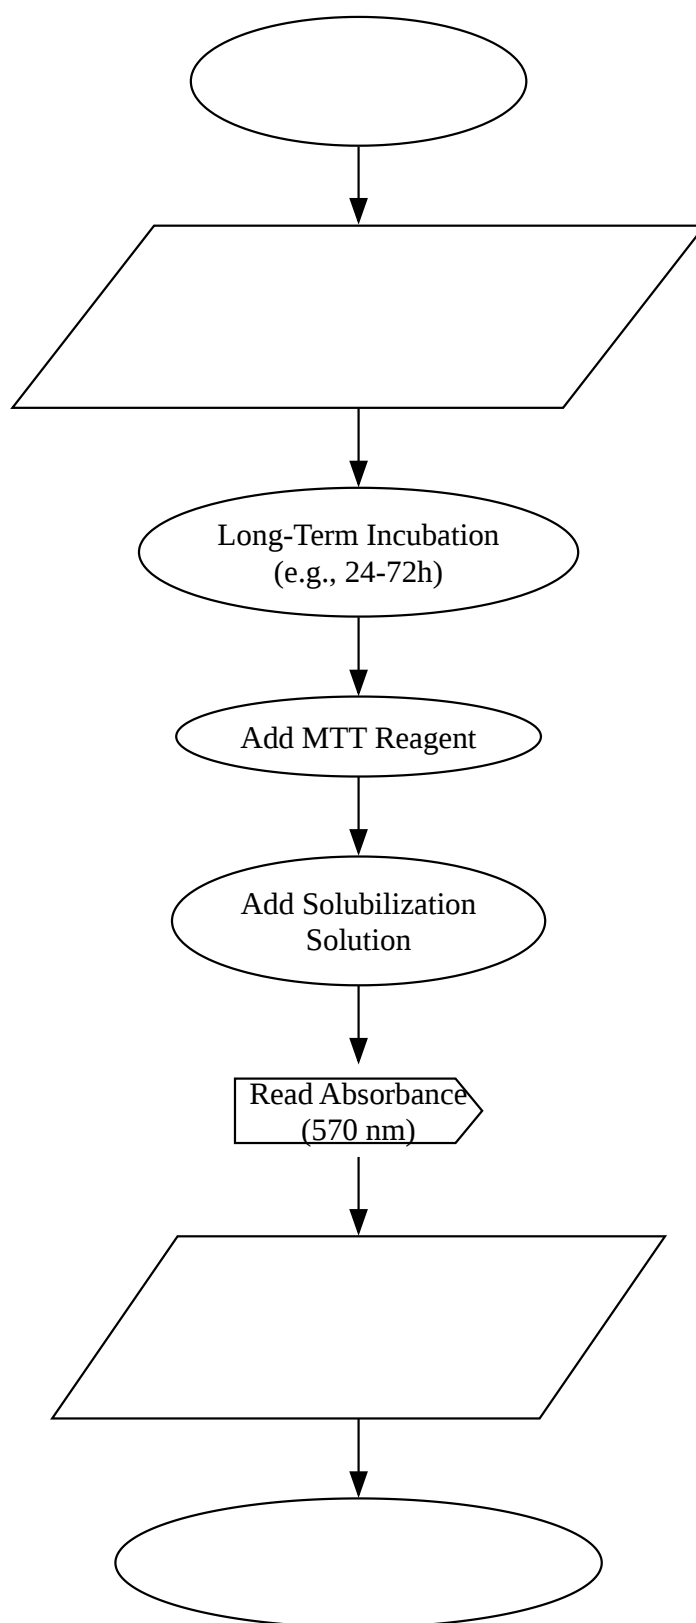 Long-Term Incubation
(e.g., 24-72h)
Add MTT Reagent
Add Solubilization
Solution
Read Absorbance
(570 nm)